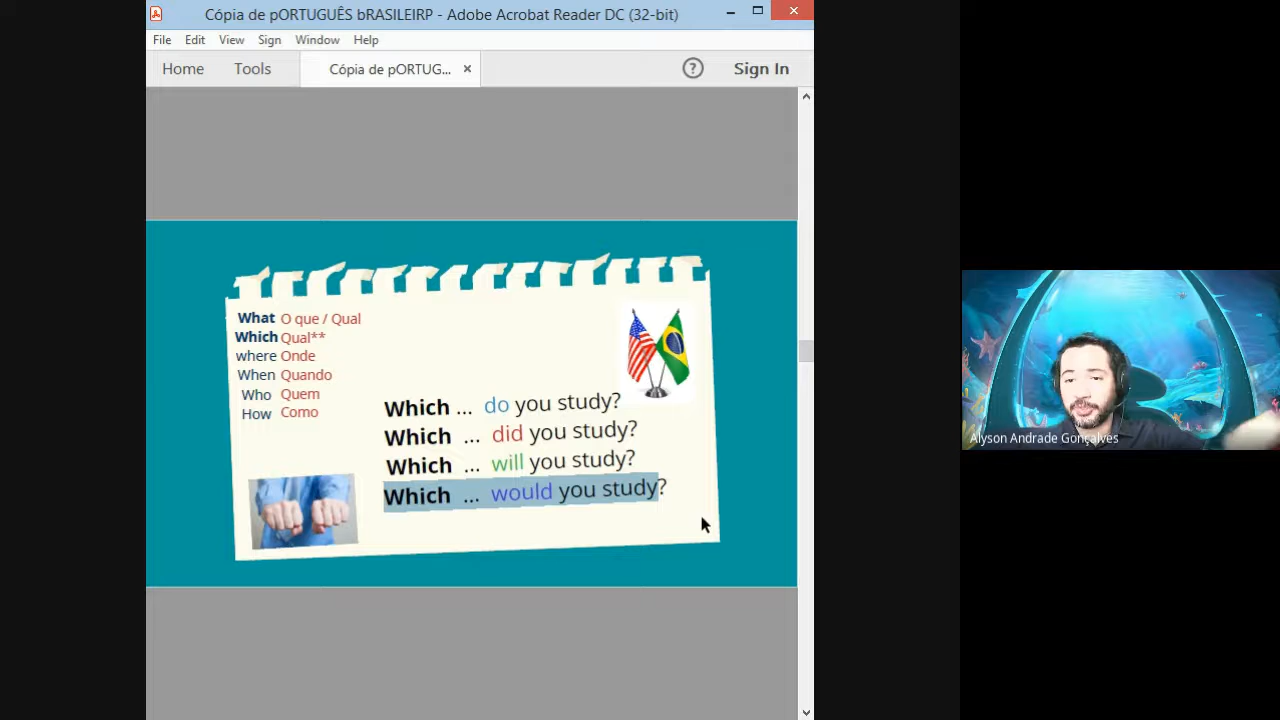 Cópia de pORTUGUÊS bRASILEIRP - Adobe Acrobat Reader DC (32-bit)
File Edit View Sign Window Help
Home Tools Cópia de pORTUG... × ? Sign In
What O que / Qual
Which Qual**
where Onde
When Quando
Who Quem
How Como
Which ... do you study?
Which ... did you study?
Which ... will you study?
Which ... would you study?
Alyson Andrade Gonçalves